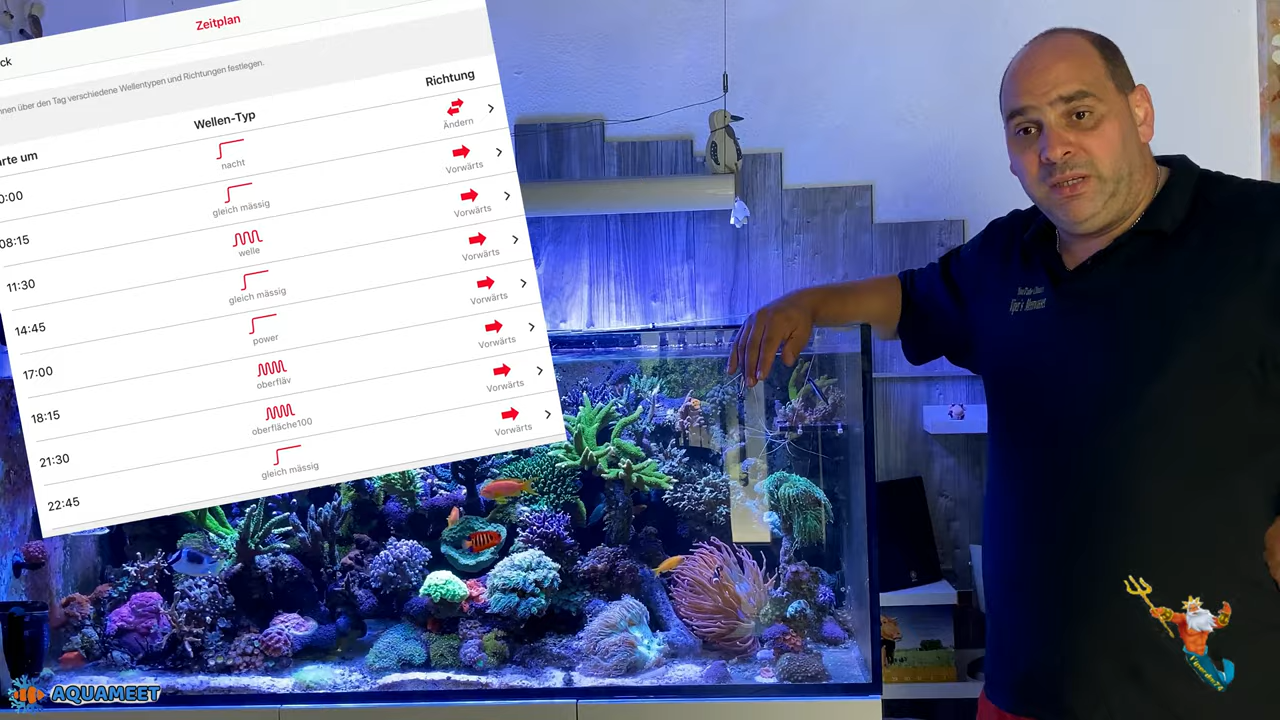 Zeitplan
ck
nnen über den Tag verschiedene Wellentypen und Richtungen festlegen.
arte um Wellen-Typ Richtung
0:00 nacht Ändern
08:15 gleich mässig Vorwärts
11:30 welle Vorwärts
14:45 gleich mässig Vorwärts
17:00 power Vorwärts
18:15 oberfläv Vorwärts
21:30 oberfläche100 Vorwärts
22:45 gleich mässig Vorwärts
AQUAMEET